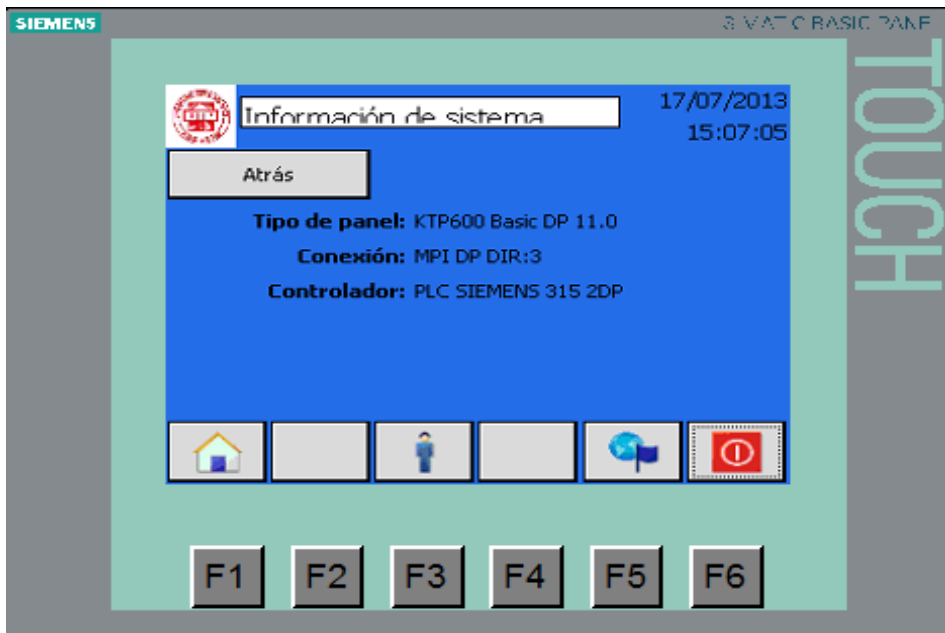 SIEMENS
SIMATIC BASIC PANEL
TOUCH
Información de sistema
17/07/2013
15:07:05
Atrás
Tipo de panel: KTP600 Basic DP 11.0
Conexión: MPI DP DIR:3
Controlador: PLC SIEMENS 315 2DP
F1 F2 F3 F4 F5 F6